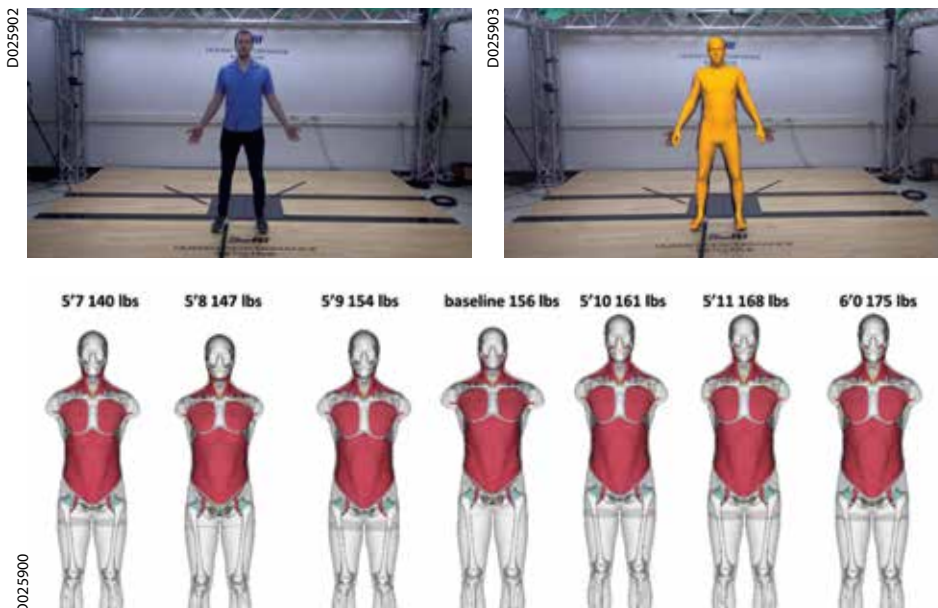 D025902
D025903
5'7 140 lbs
5'8 147 lbs
5'9 154 lbs
baseline 156 lbs
5'10 161 lbs
5'11 168 lbs
6'0 175 lbs
D025900